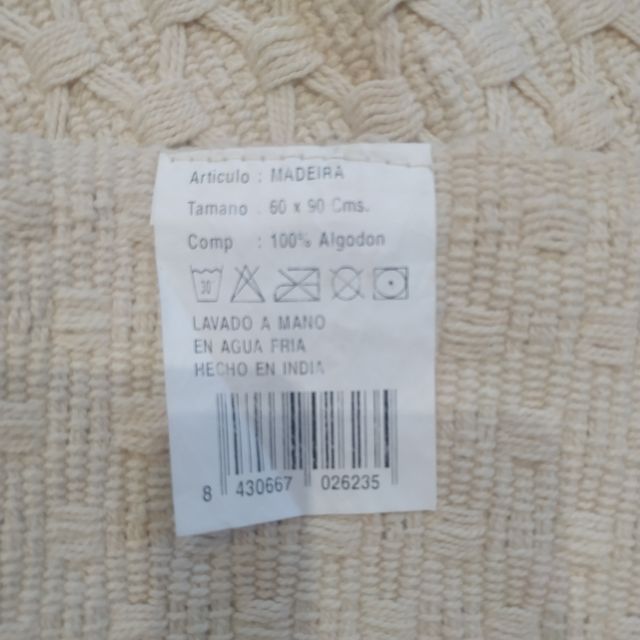 Articulo : MADEIRA
Tamano : 60 x 90 Cms.
Comp : 100% Algodon
30
LAVADO A MANO
EN AGUA FRIA
HECHO EN INDIA
8 430667 026235